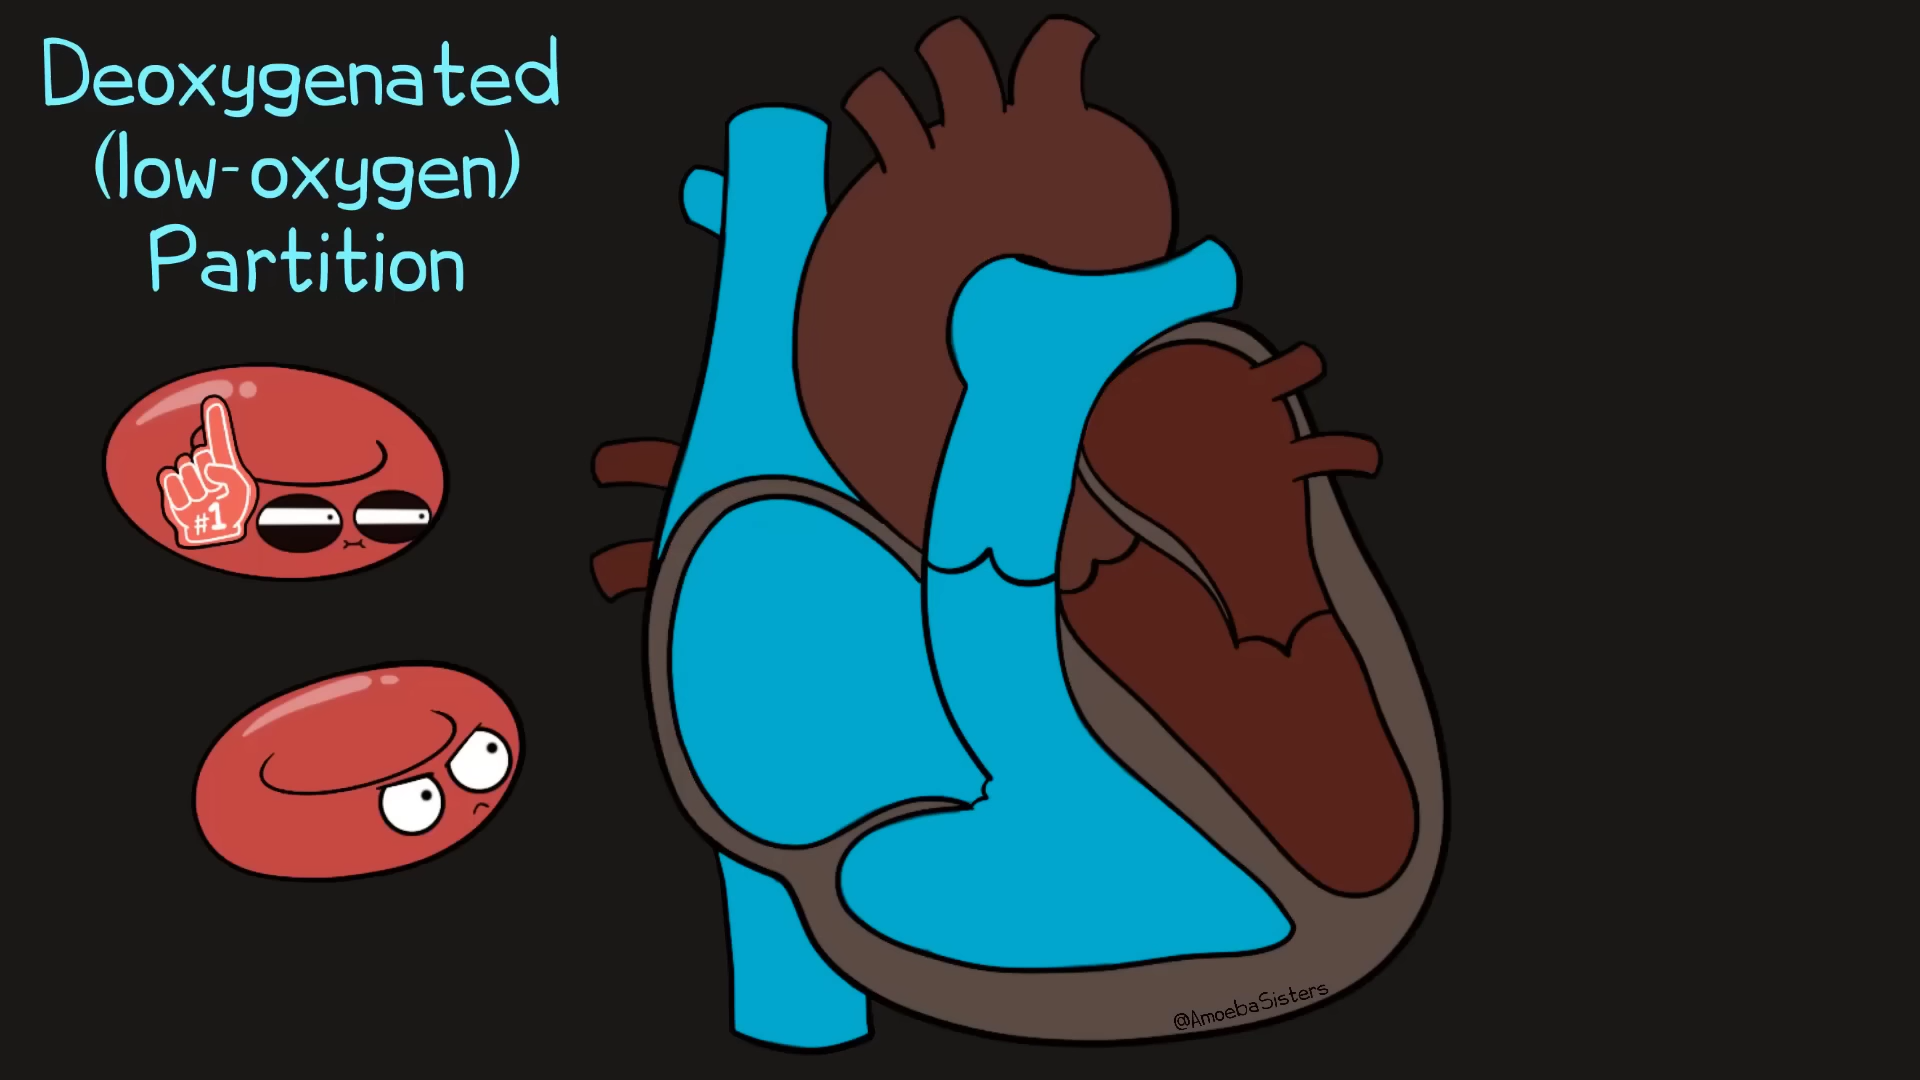 Deoxygenated
(low-oxygen)
Partition
#1
@AmoebaSisters